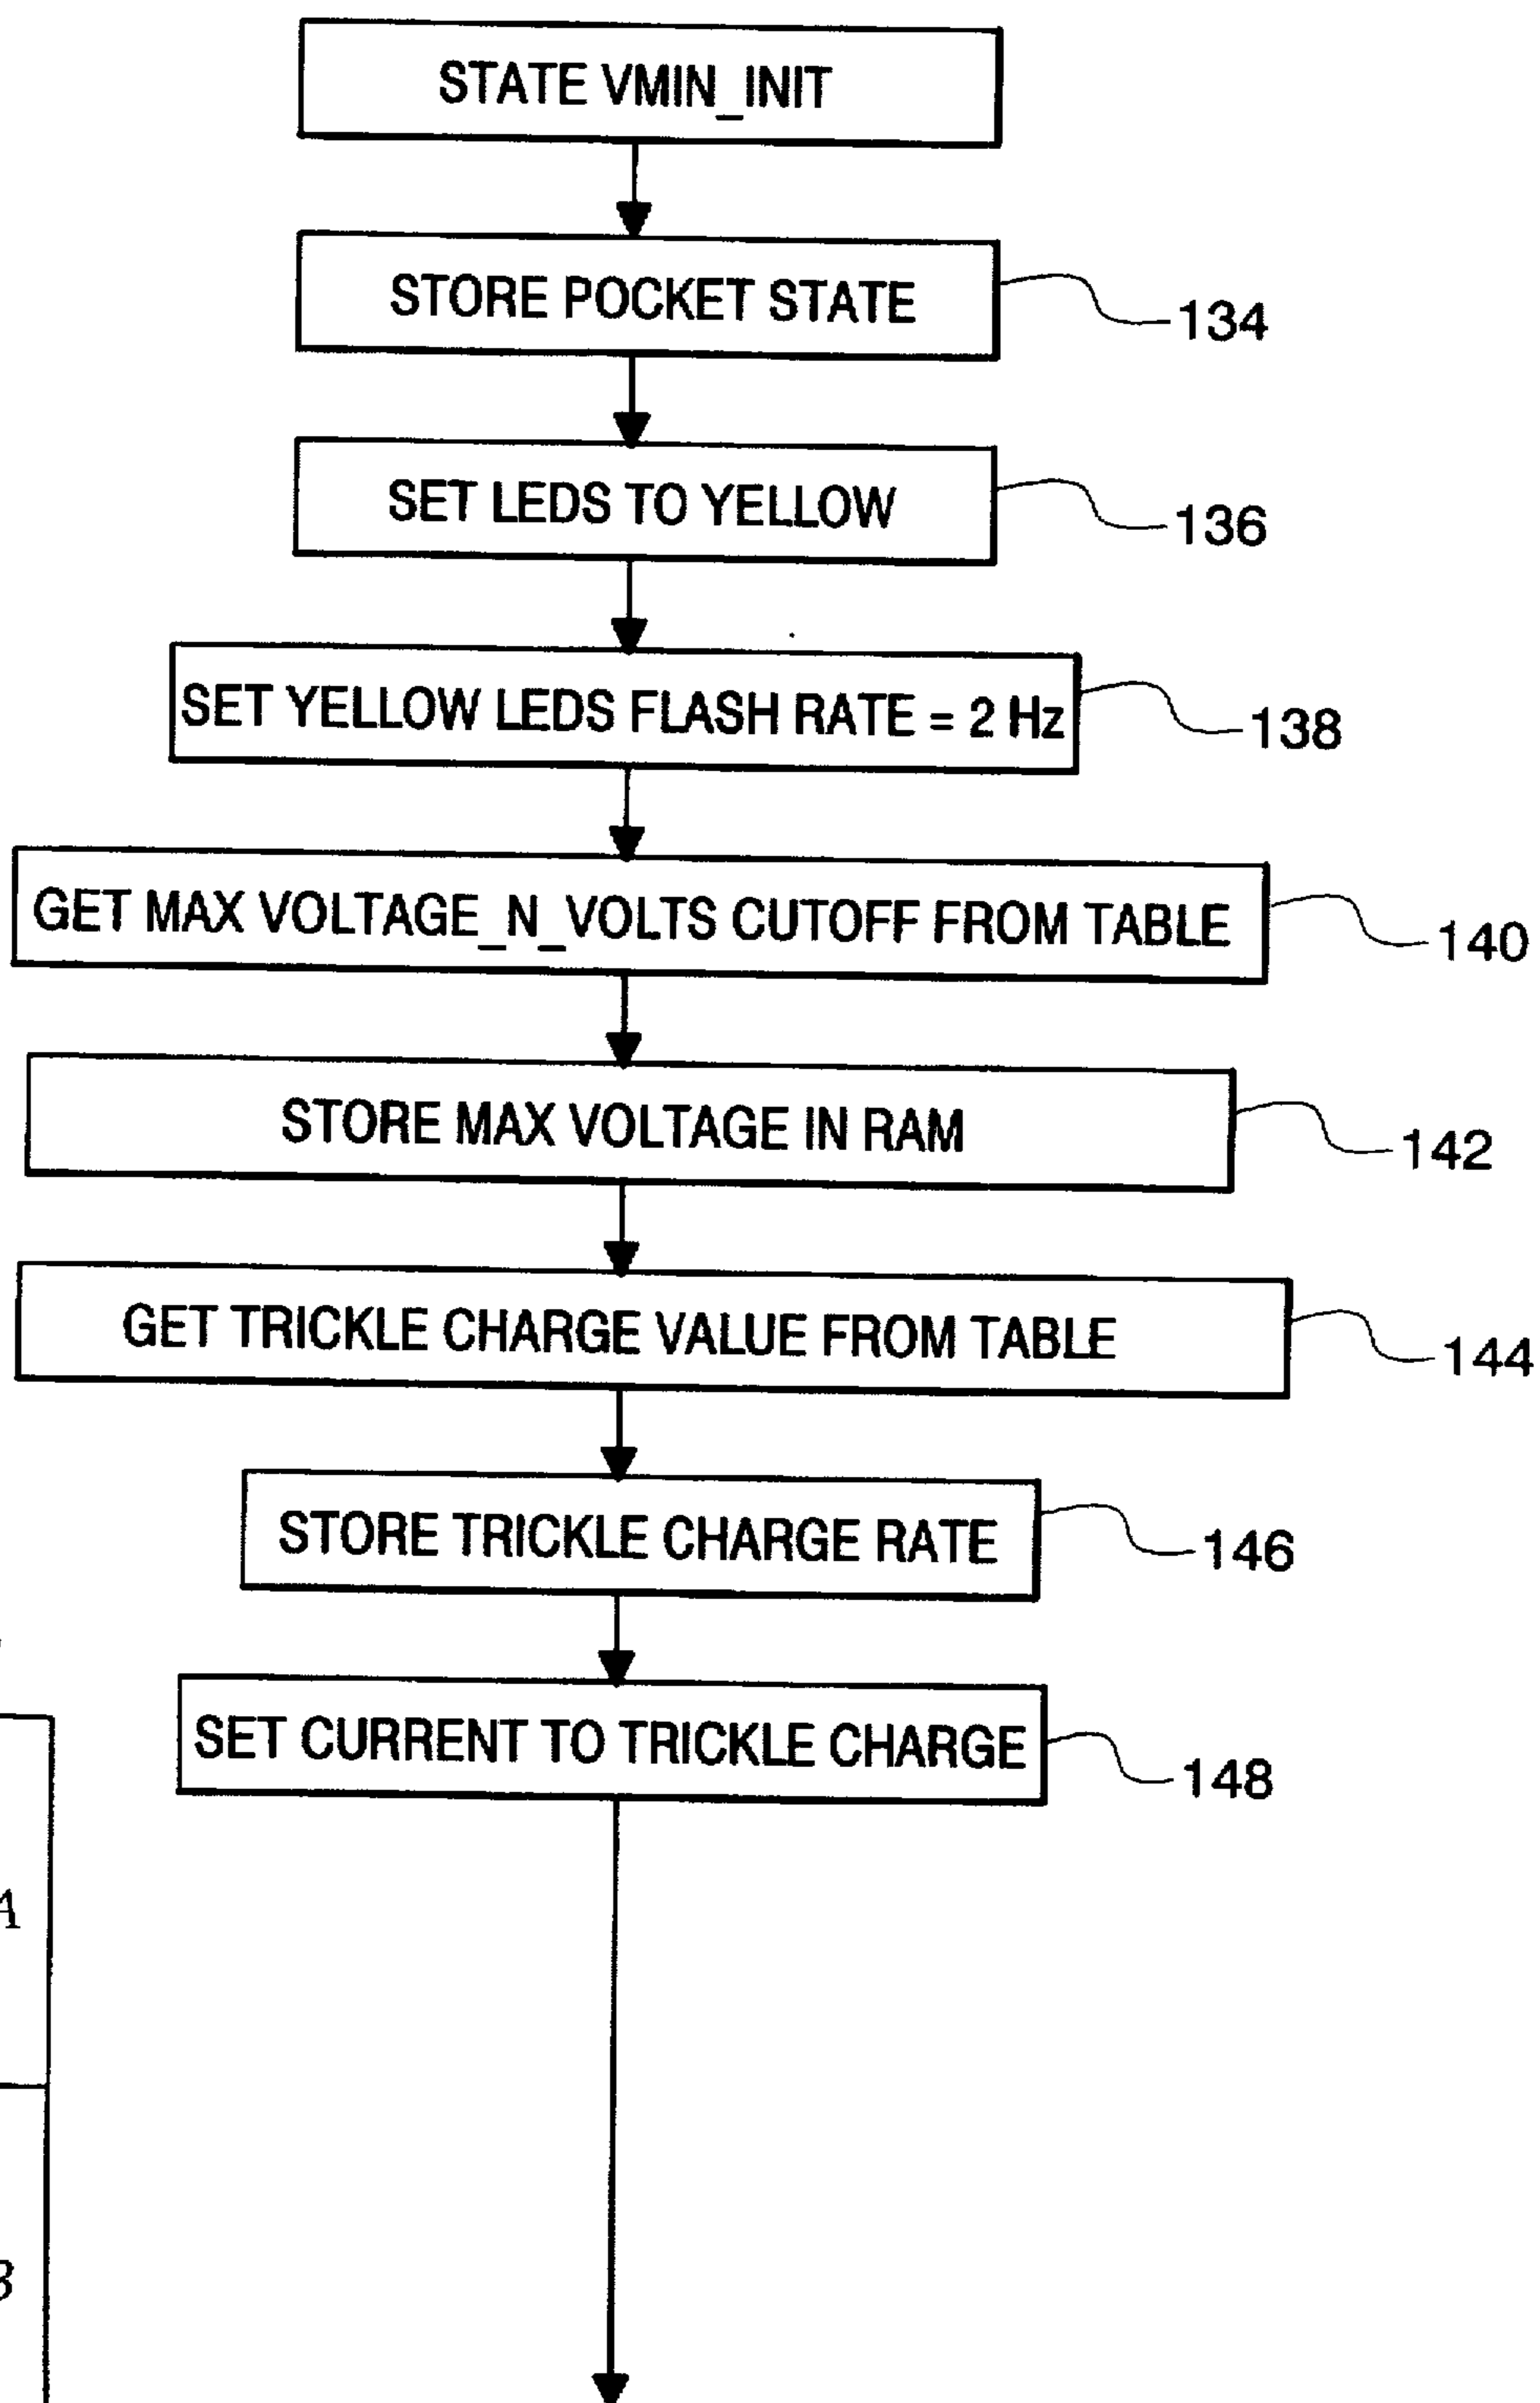 STATE VMIN_INIT
STORE POCKET STATE
134
SET LEDS TO YELLOW
136
SET YELLOW LEDS FLASH RATE = 2 Hz
138
GET MAX VOLTAGE_N_VOLTS CUTOFF FROM TABLE
140
STORE MAX VOLTAGE IN RAM
142
GET TRICKLE CHARGE VALUE FROM TABLE
144
STORE TRICKLE CHARGE RATE
146
SET CURRENT TO TRICKLE CHARGE
148
A
B